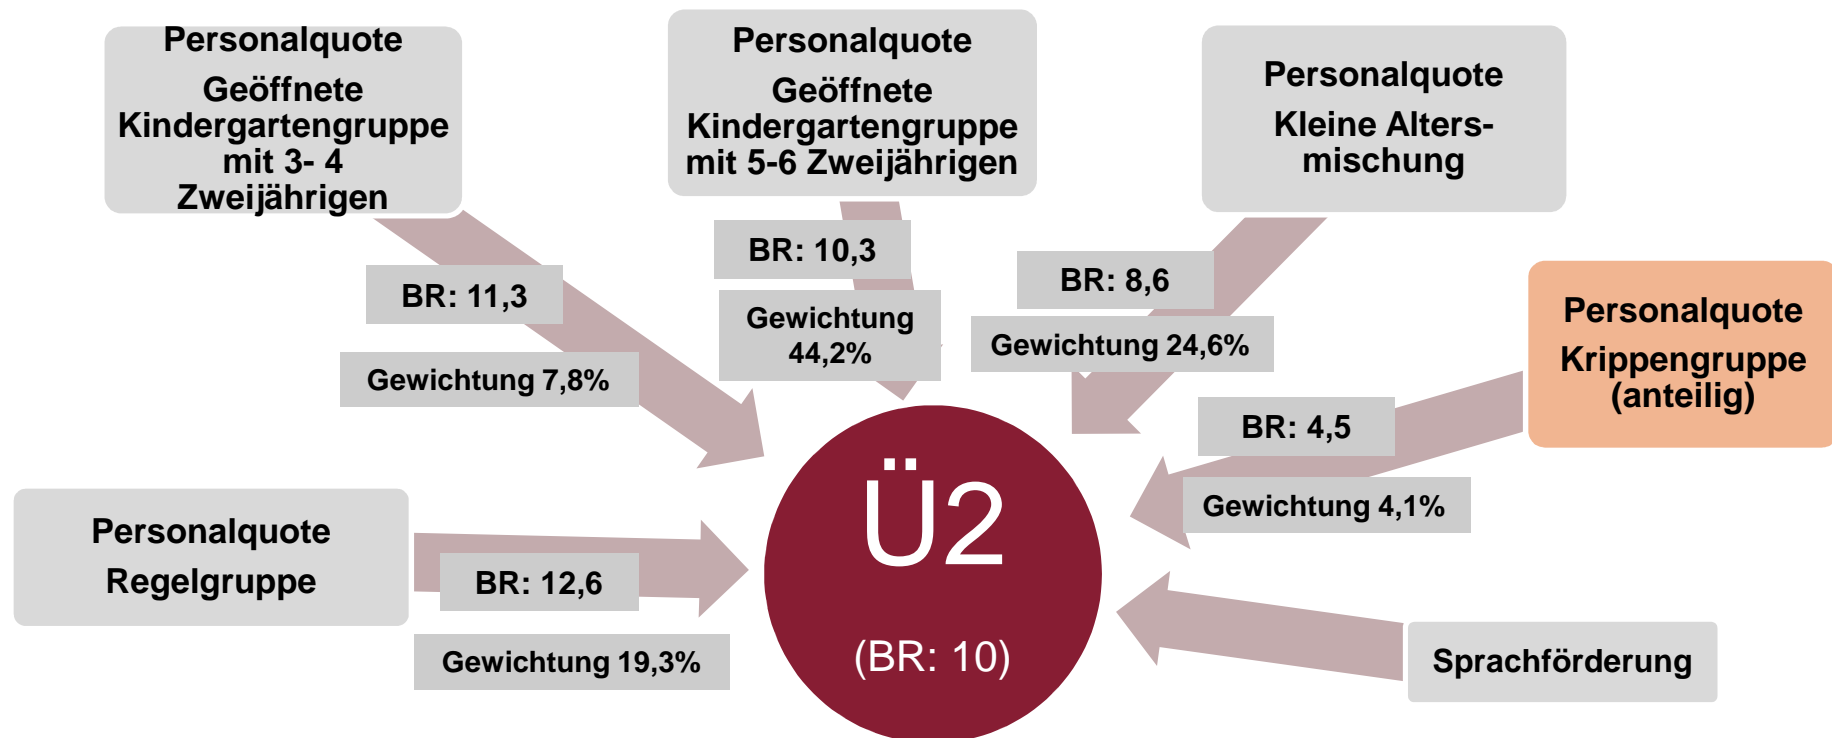 Personalquote
Geöffnete
Kindergartengruppe
mit 3- 4
Zweijährigen
BR: 11,3
Gewichtung 7,8%
Personalquote
Geöffnete
Kindergartengruppe
mit 5-6 Zweijährigen
BR: 10,3
Gewichtung
44,2%
Personalquote
Kleine Alters-
mischung
BR: 8,6
Gewichtung 24,6%
Personalquote
Krippengruppe
(anteilig)
BR: 4,5
Gewichtung 4,1%
Personalquote
Regelgruppe
BR: 12,6
Gewichtung 19,3%
Ü2
(BR: 10)
Sprachförderung